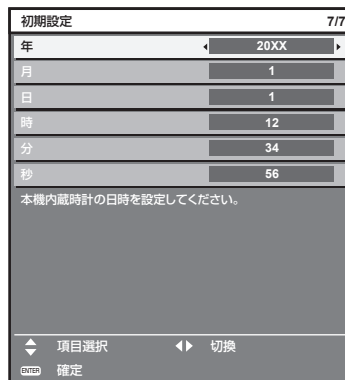 初期設定 7/7
年 20XX
月 1
日 1
時 12
分 34
秒 56
本機内蔵時計の日時を設定してください。
項目選択 切換
ENTER 確定